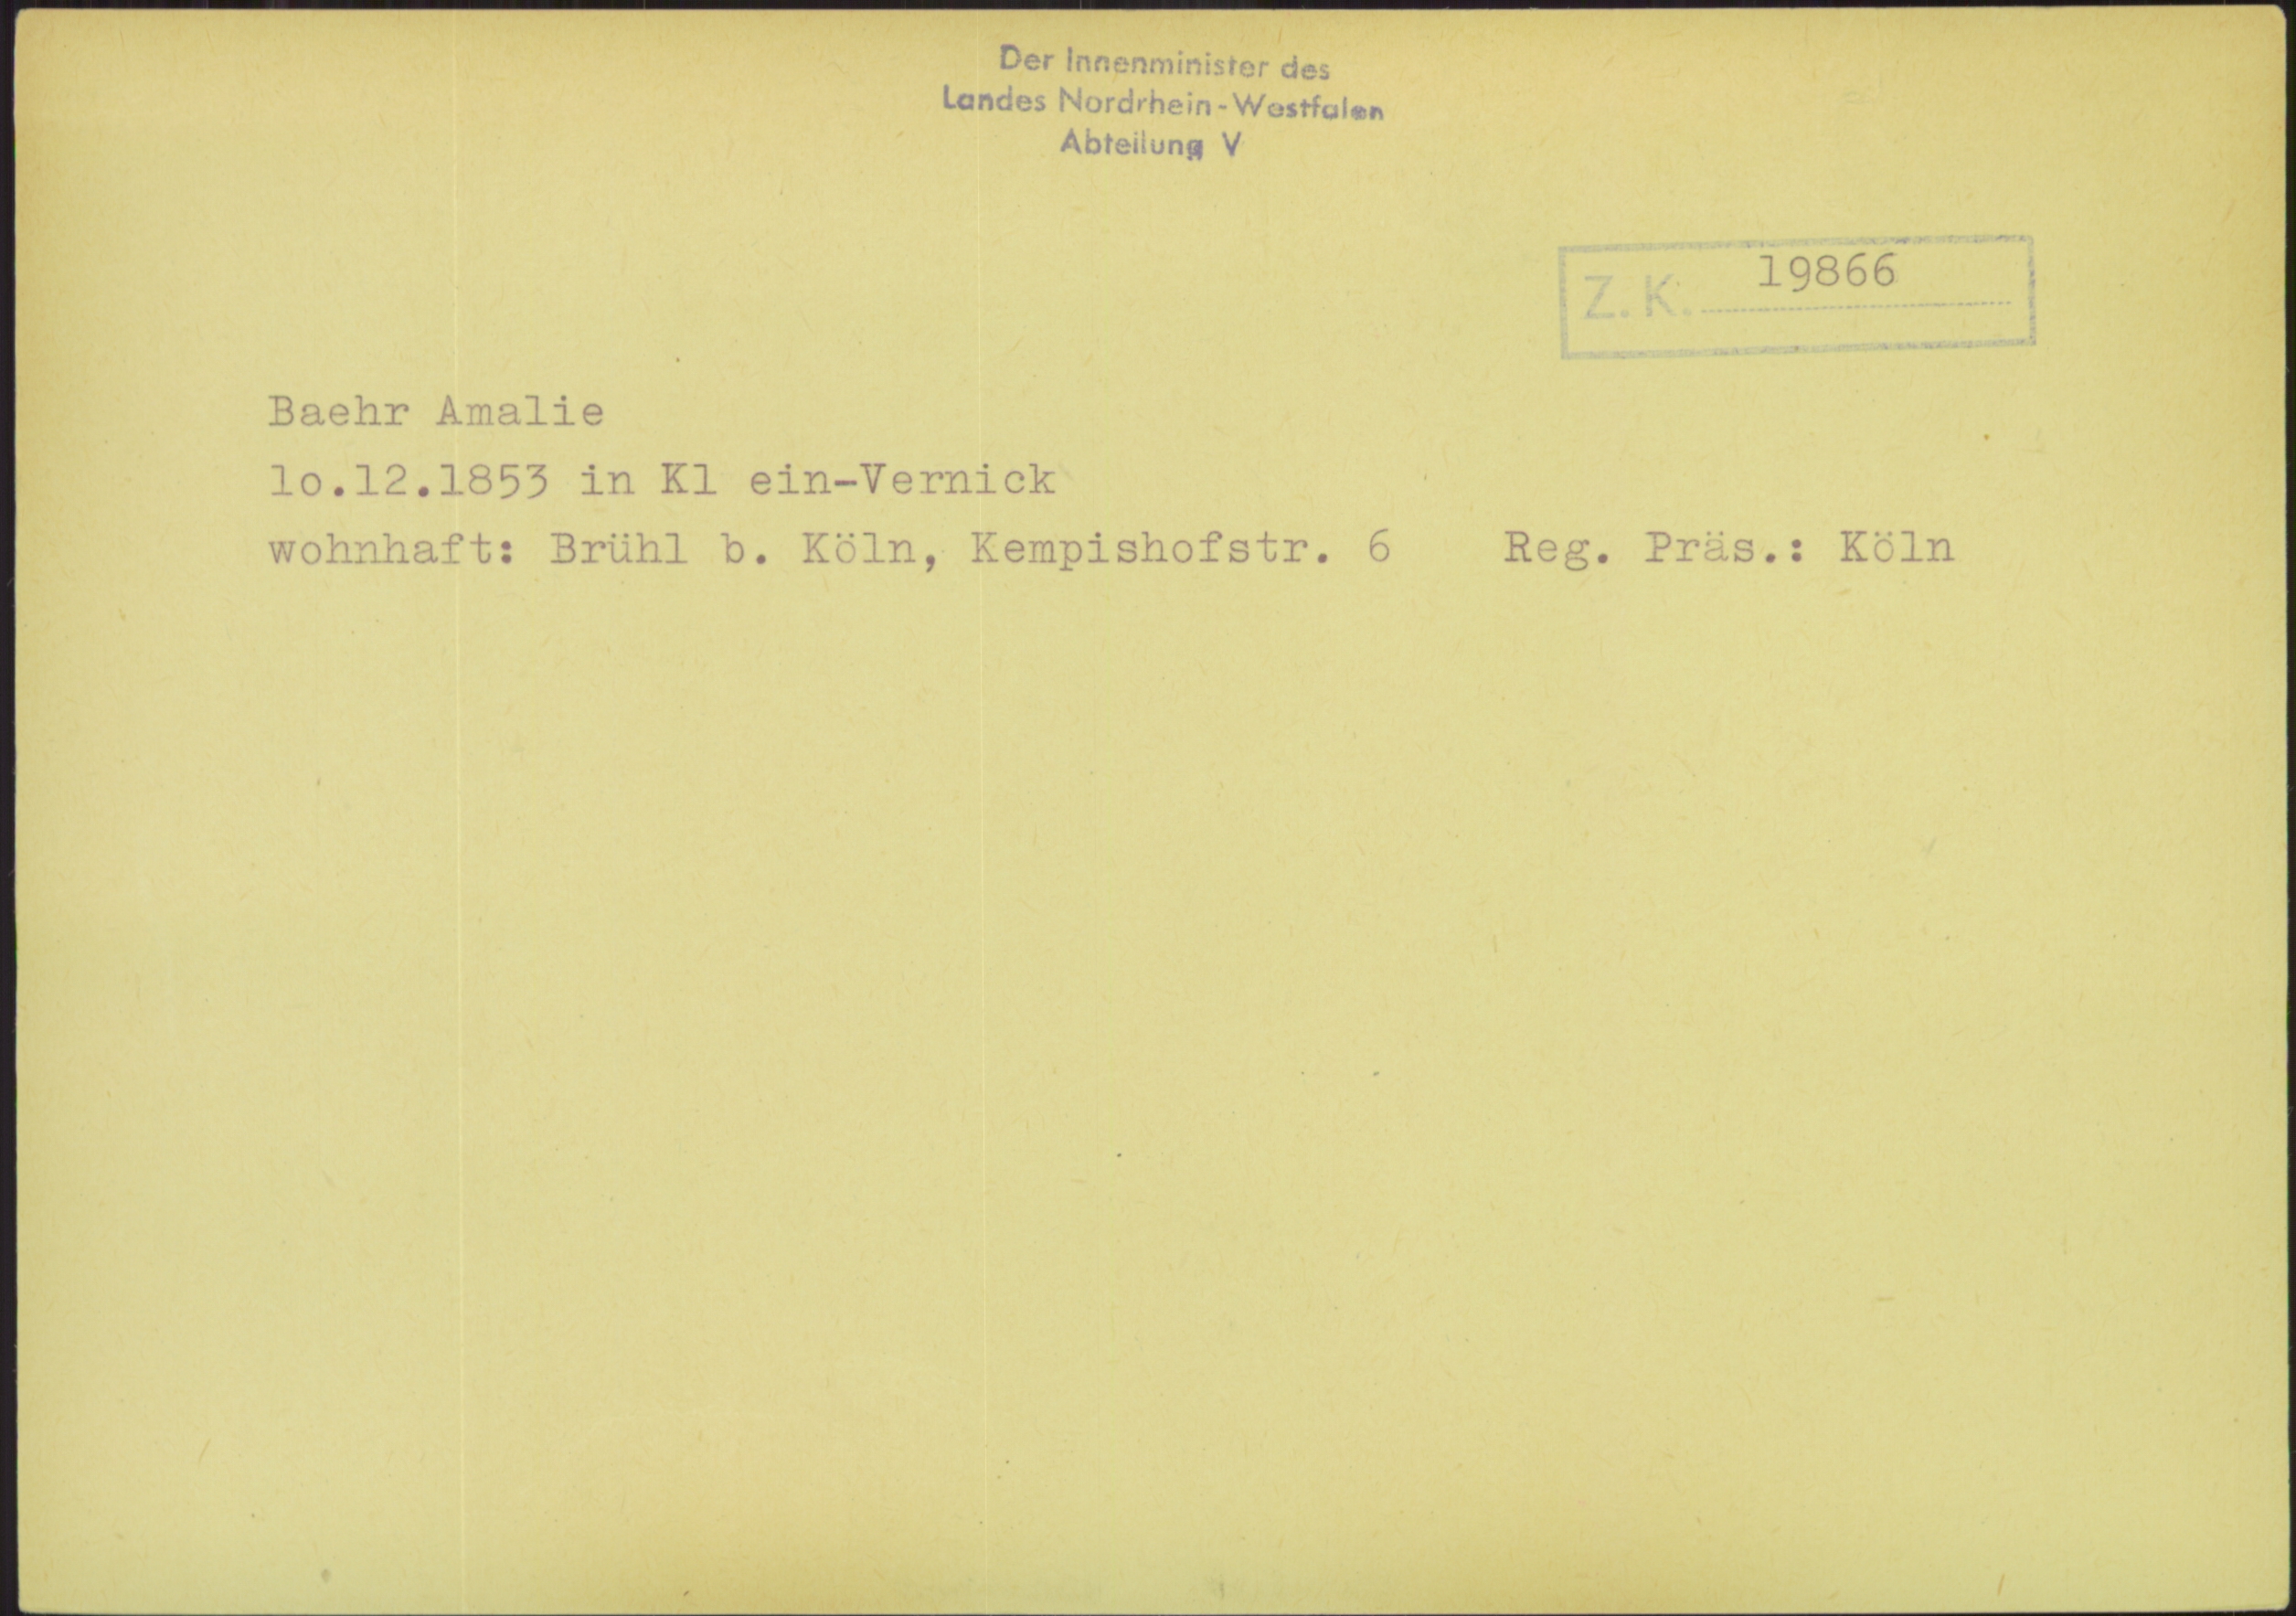 Der Innenminister des
Landes Nordrhein-Westfalen
Abteilung V
Z.K. 19866
Baehr Amalie
lo.12.1853 in Kl ein-Vernick
wohnhaft: Brühl b. Köln, Kempishofstr. 6 Reg. Präs.: Köln